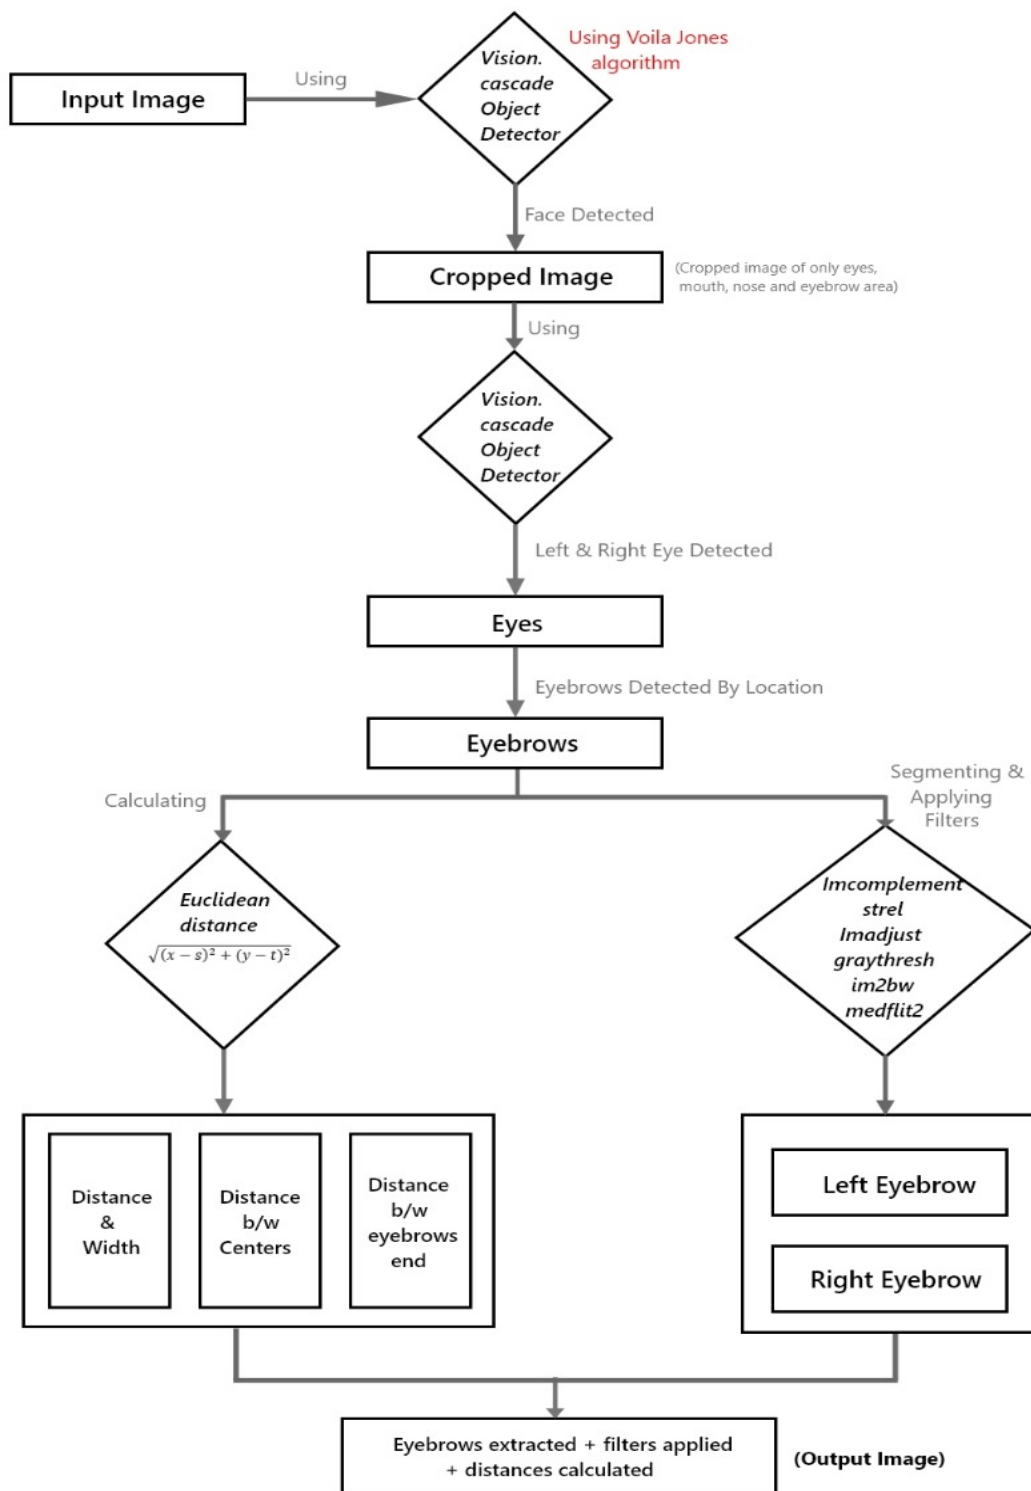 Using Voila Jones
algorithm
Input Image
Using
Vision.
cascade
Object
Detector
Face Detected
Cropped Image
(Cropped image of only eyes,
mouth, nose and eyebrow area)
Using
Vision.
cascade
Object
Detector
Left & Right Eye Detected
Eyes
Eyebrows Detected By Location
Eyebrows
Calculating
Segmenting &
Applying
Filters
Euclidean
distance
√(x − s)² + (y − t)²
Imcomplement
strel
Imadjust
graythresh
im2bw
medflit2
Distance
&
Width
Distance
b/w
Centers
Distance
b/w
eyebrows
end
Left Eyebrow
Right Eyebrow
Eyebrows extracted + filters applied
+ distances calculated
(Output Image)